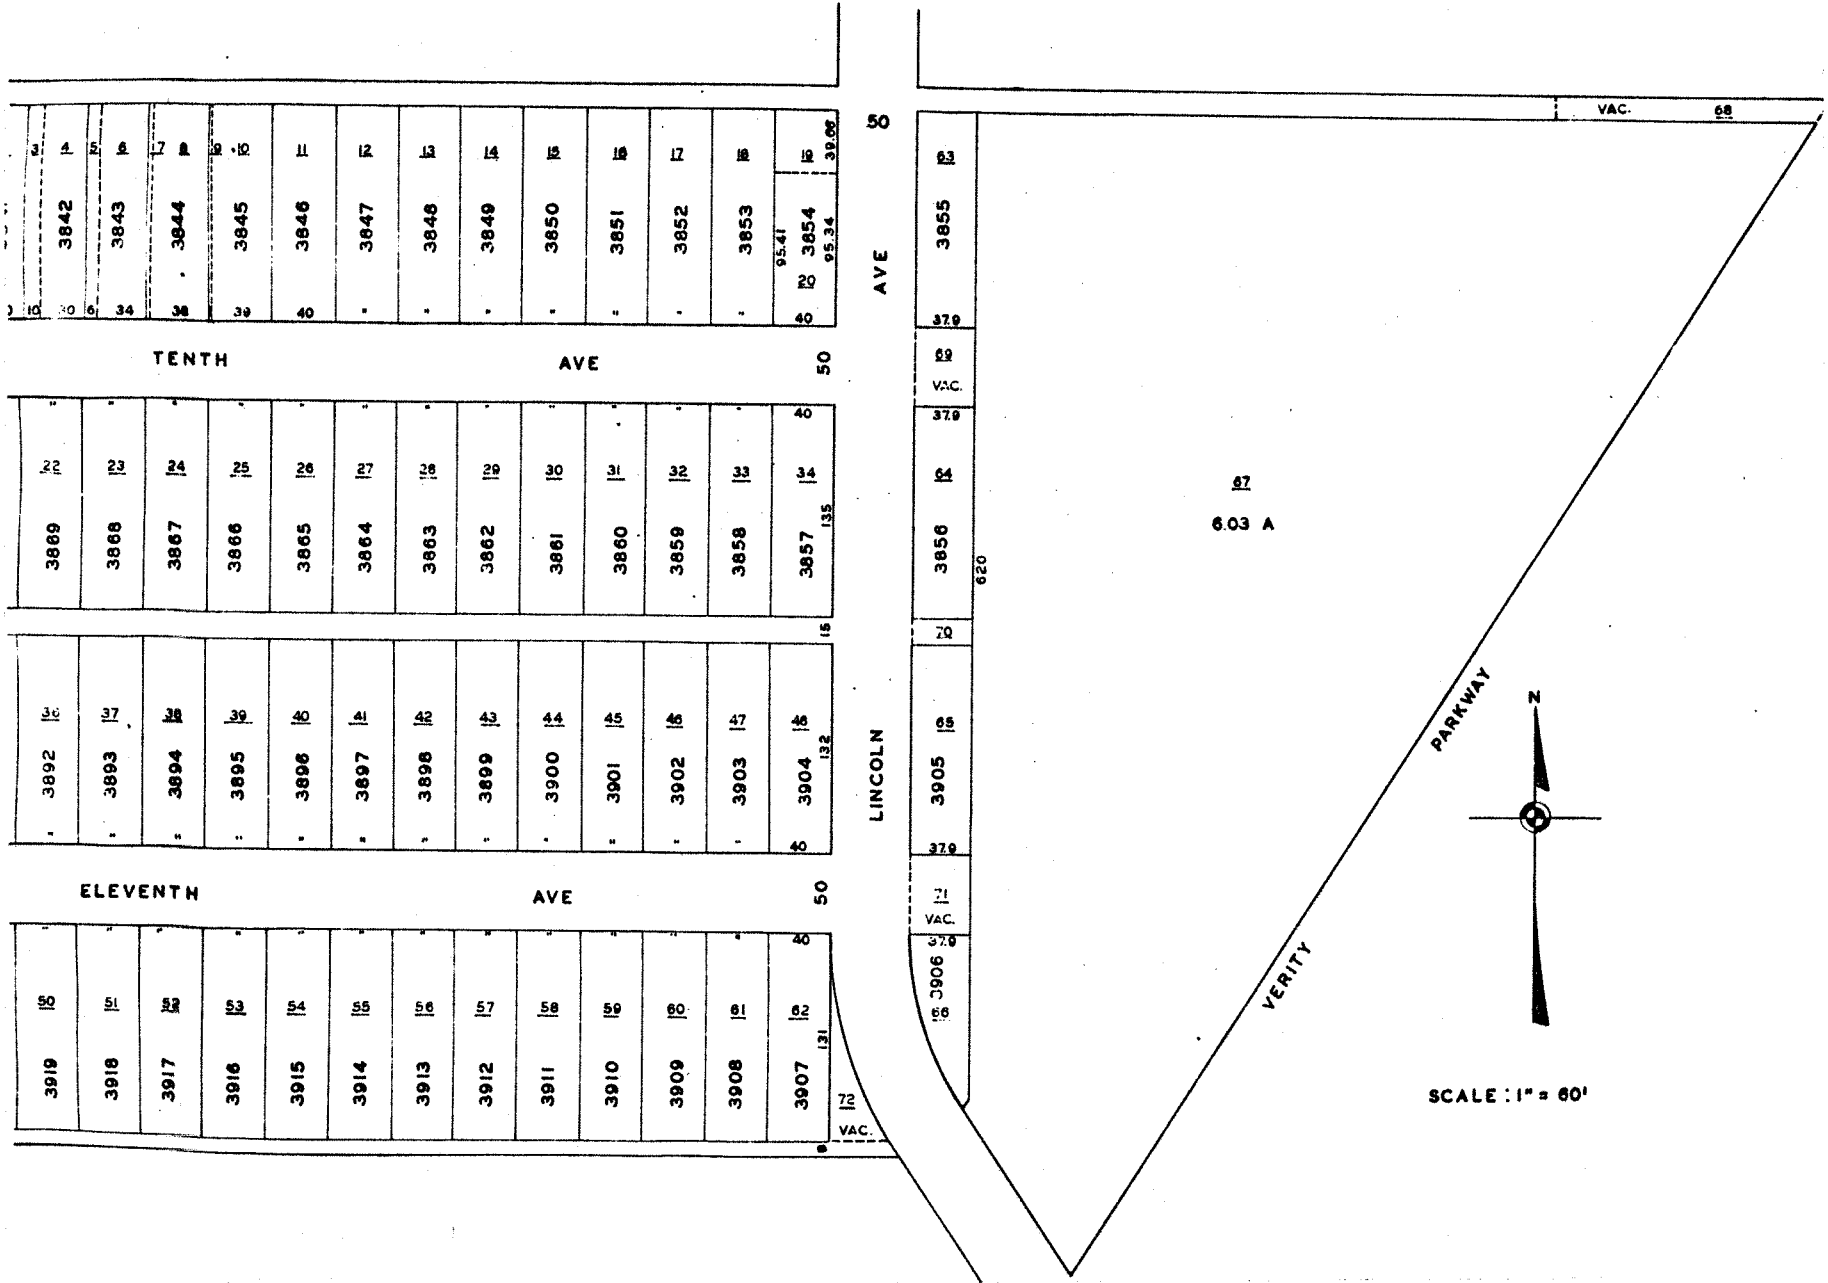 VAC. 68
50
3 4 5 6 7 8 9 10 11 12 13 14 15 16 17 18 19 39.66
63
3842 3843 3844 3845 3846 3847 3848 3849 3850 3851 3852 3853 3854 3855
95.41 95.34
20
AVE
10 30 6 34 38 39 40 " " " " " " " 40
37.9
TENTH AVE 50
69
VAC.
" " " " " " " " " " " " 40
37.9
22 23 24 25 26 27 28 29 30 31 32 33 34
64
67
6.03 A
135
3869 3868 3867 3866 3865 3864 3863 3862 3861 3860 3859 3858 3857
3856
620
15
70
36 37 38 39 40 41 42 43 44 45 46 47 48
65
132
3892 3893 3894 3895 3896 3897 3898 3899 3900 3901 3902 3903 3904
LINCOLN
3905
" " " " " " " " " " " " 40
37.9
PARKWAY
N
ELEVENTH AVE 50
71
VAC.
" " " " " " " " " " " " 40
37.9
3906
66
VERITY
50 51 52 53 54 55 56 57 58 59 60 61 62
131
3919 3918 3917 3916 3915 3914 3913 3912 3911 3910 3909 3908 3907
72
VAC.
8
SCALE : 1" = 60'